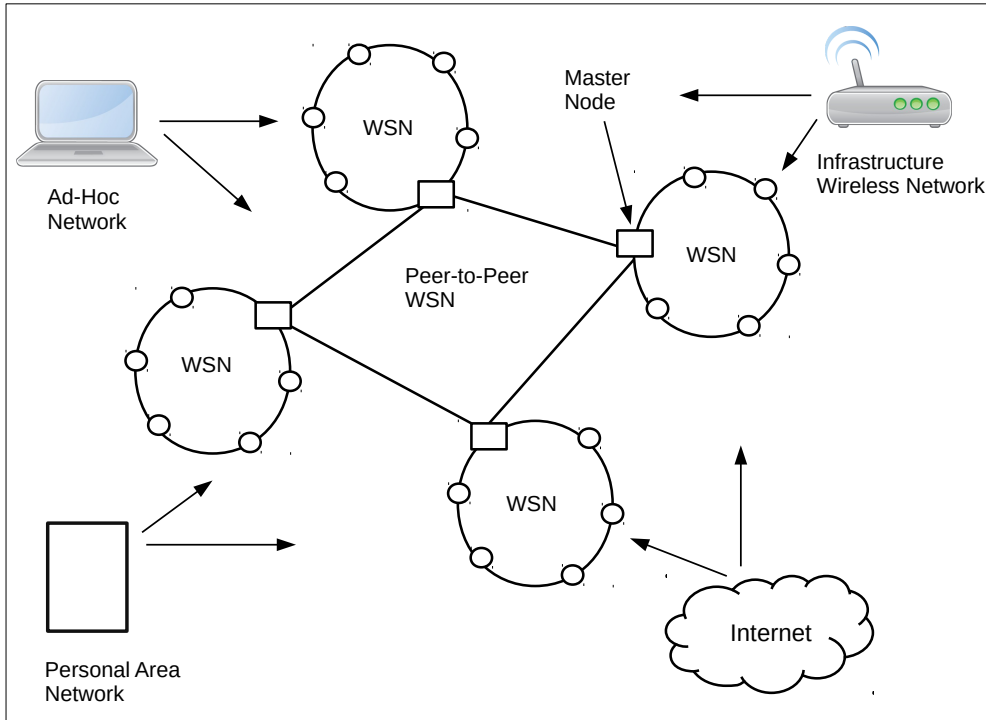 WSN
Master
Node
Infrastructure
Wireless Network
Ad-Hoc
Network
WSN
Peer-to-Peer
WSN
WSN
WSN
Internet
Personal Area
Network